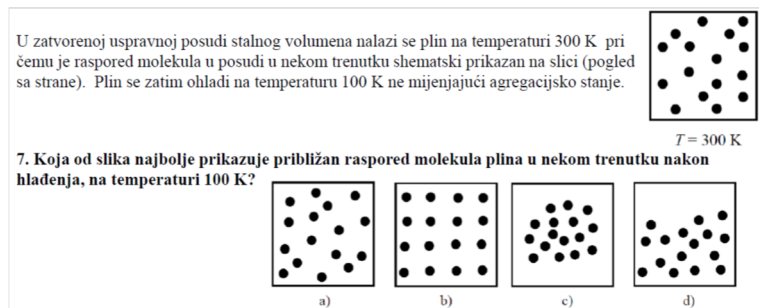 U zatvorenoj uspravnoj posudi stalnog volumena nalazi se plin na temperaturi 300 K pri
čemu je raspored molekula u posudi u nekom trenutku shematski prikazan na slici (pogled
sa strane). Plin se zatim ohladi na temperaturu 100 K ne mijenjajući agregacijsko stanje.
T = 300 K
7. Koja od slika najbolje prikazuje približan raspored molekula plina u nekom trenutku nakon
hlađenja, na temperaturi 100 K?
a) b) c) d)